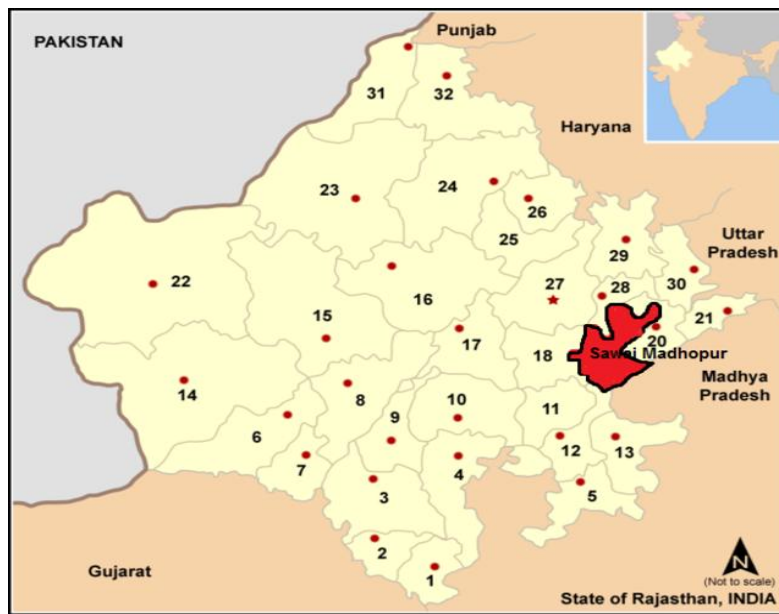 PAKISTAN
Punjab
31
32
Haryana
23
24
26
25
Uttar
Pradesh
29
22
27
28
30
16
21
15
17
20
18
Sawai Madhopur
14
Madhya
Pradesh
8
10
11
9
6
12
13
7
4
3
5
2
1
Gujarat
N
(Not to scale)
State of Rajasthan, INDIA